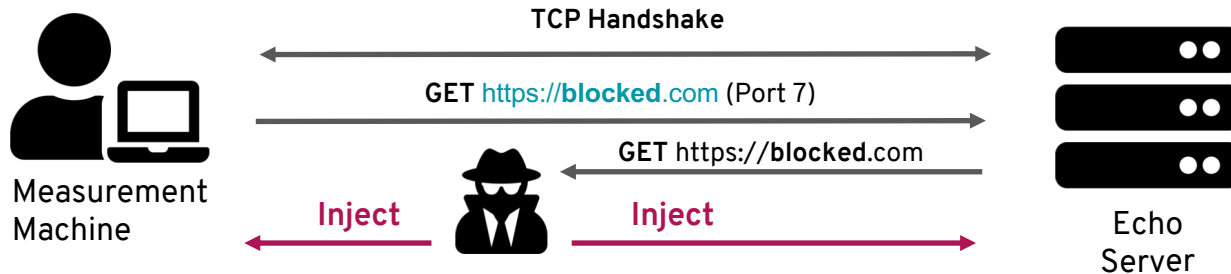 TCP Handshake
GET https://blocked.com (Port 7)
GET https://blocked.com
Measurement
Machine
Inject
Inject
Echo
Server